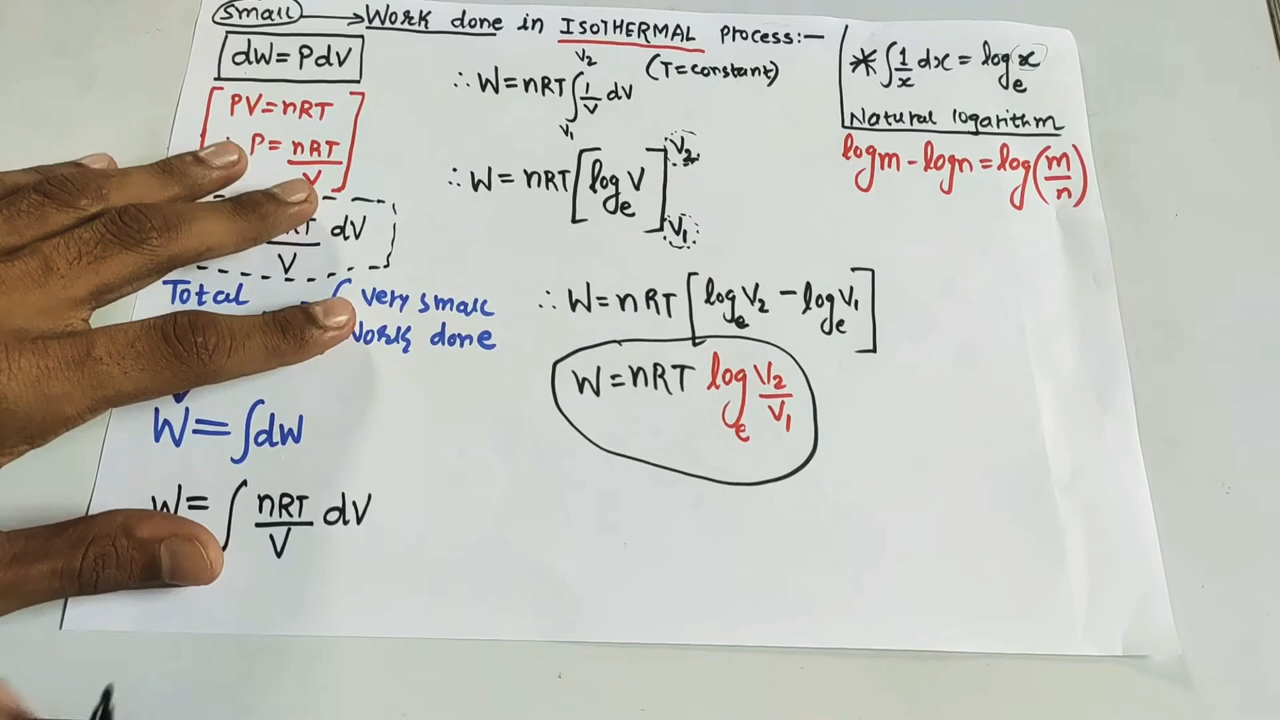 small → Work done in ISOTHERMAL Process:-
dW = PdV
PV = nRT
P = nRT/V
dV
V
Total
∫ very small
Work done
W = ∫dW
W = ∫ nRT/V dV
∴ W = nRT ∫_{V₁}^{V₂} 1/V dV (T=constant)
∴ W = nRT [log_e V]_{V₁}^{V₂}
∴ W = nRT [log_e V₂ - log_e V₁]
W = nRT log_e V₂/V₁
* ∫ 1/x dx = log_e x
Natural logarithm
log m - log n = log (m/n)